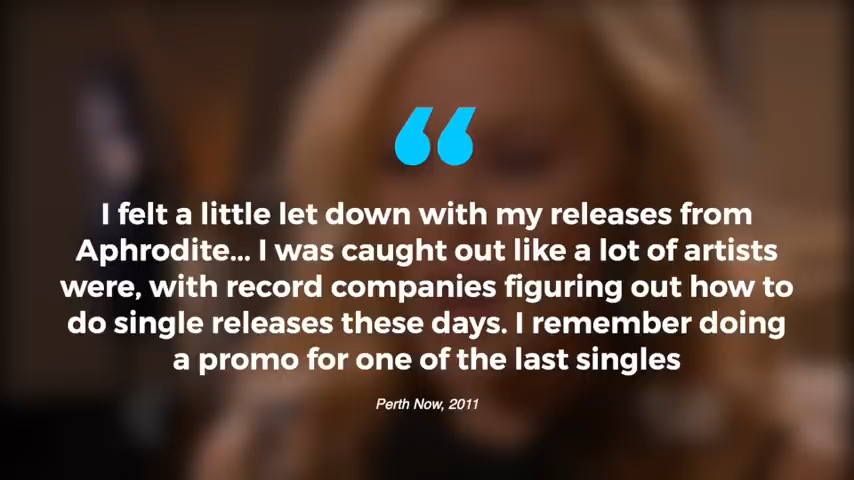 “
I felt a little let down with my releases from
Aphrodite... I was caught out like a lot of artists
were, with record companies figuring out how to
do single releases these days. I remember doing
a promo for one of the last singles
Perth Now, 2011